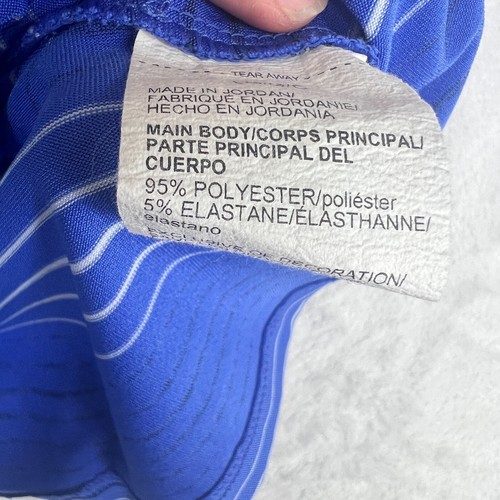 TEAR AWAY
MADE IN JORDAN/
FABRIQUÉ EN JORDANIE/
HECHO EN JORDANIA
MAIN BODY/CORPS PRINCIPAL/
PARTE PRINCIPAL DEL
CUERPO
95% POLYESTER/poliéster
5% ELASTANE/ÉLASTHANNE/
elastano
EXCLUSIVE OF DECORATION/